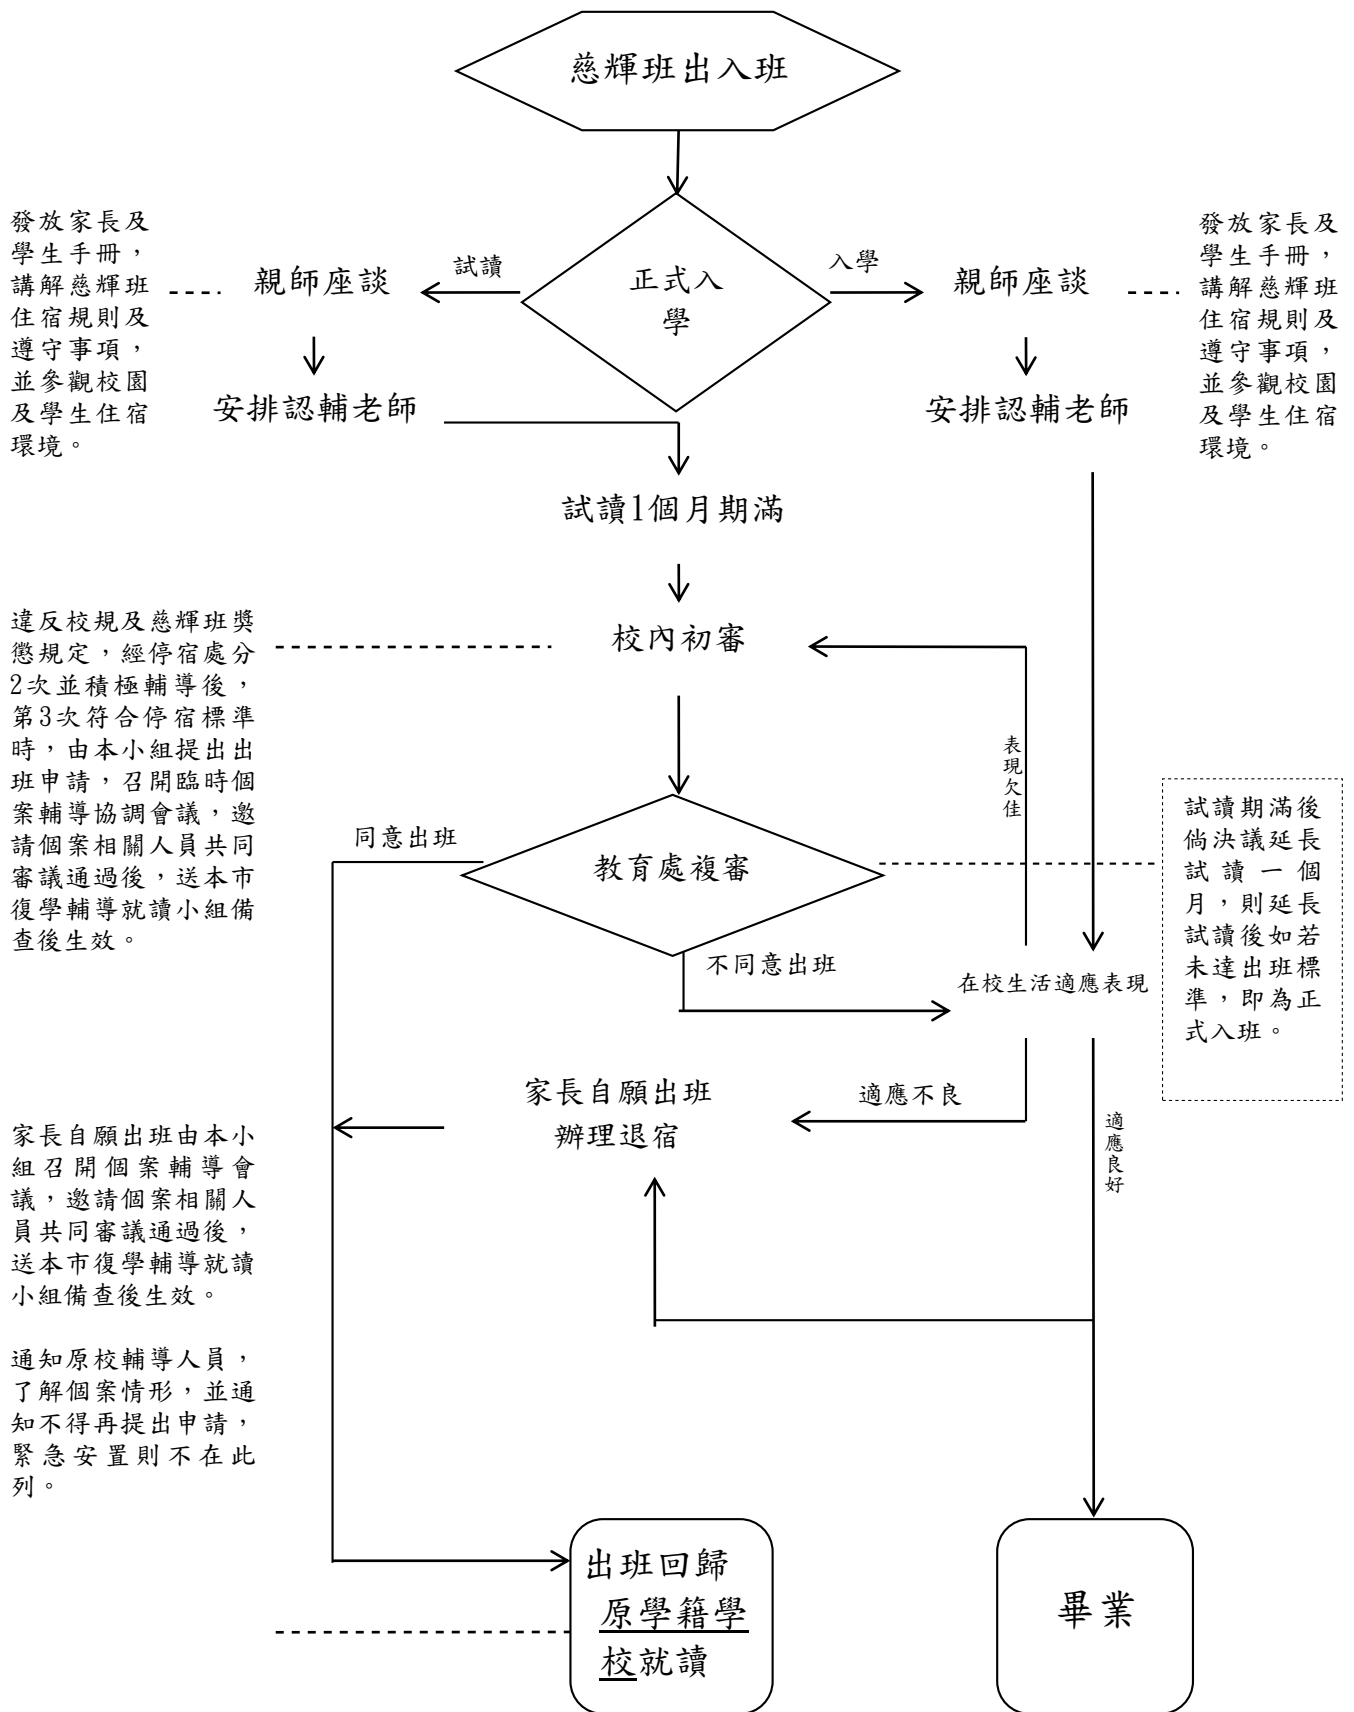 慈輝班出入班
發放家長及
學生手冊，
講解慈輝班
住宿規則及
遵守事項，
並參觀校園
及學生住宿
環境。
親師座談
試讀
正式入
學
入學
親師座談
發放家長及
學生手冊，
講解慈輝班
住宿規則及
遵守事項，
並參觀校園
及學生住宿
環境。
安排認輔老師
安排認輔老師
試讀1個月期滿
校內初審
違反校規及慈輝班獎
懲規定，經停宿處分
2次並積極輔導後，
第3次符合停宿標準
時，由本小組提出出
班申請，召開臨時個
案輔導協調會議，邀
請個案相關人員共同
審議通過後，送本市
復學輔導就讀小組備
查後生效。
表現欠佳
同意出班
教育處複審
試讀期滿後
倘決議延長
試讀一個
月，則延長
試讀後如若
未達出班標
準，即為正
式入班。
不同意出班
在校生活適應表現
家長自願出班
辦理退宿
適應不良
適應良好
家長自願出班由本小
組召開個案輔導會
議，邀請個案相關人
員共同審議通過後，
送本市復學輔導就讀
小組備查後生效。
通知原校輔導人員，
了解個案情形，並通
知不得再提出申請，
緊急安置則不在此
列。
出班回歸
原學籍學
校就讀
畢業